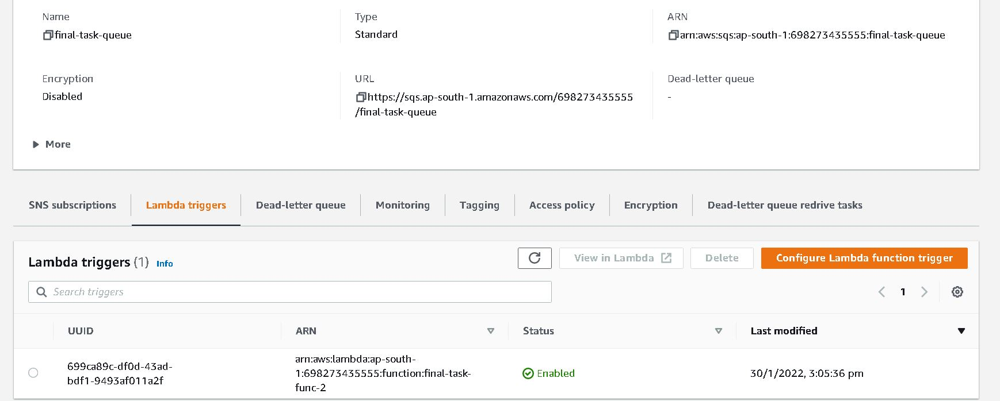 Name
Type
ARN
final-task-queue
Standard
arn:aws:sqs:ap-south-1:698273435555:final-task-queue
Encryption
URL
Dead-letter queue
Disabled
https://sqs.ap-south-1.amazonaws.com/698273435555
/final-task-queue
-
More
SNS subscriptions
Lambda triggers
Dead-letter queue
Monitoring
Tagging
Access policy
Encryption
Dead-letter queue redrive tasks
Lambda triggers (1) Info
View in Lambda
Delete
Configure Lambda function trigger
Search triggers
1
UUID
ARN
Status
Last modified
699ca89c-df0d-43ad-
bdf1-9493af011a2f
arn:aws:lambda:ap-south-
1:698273435555:function:final-task-
func-2
Enabled
30/1/2022, 3:05:36 pm